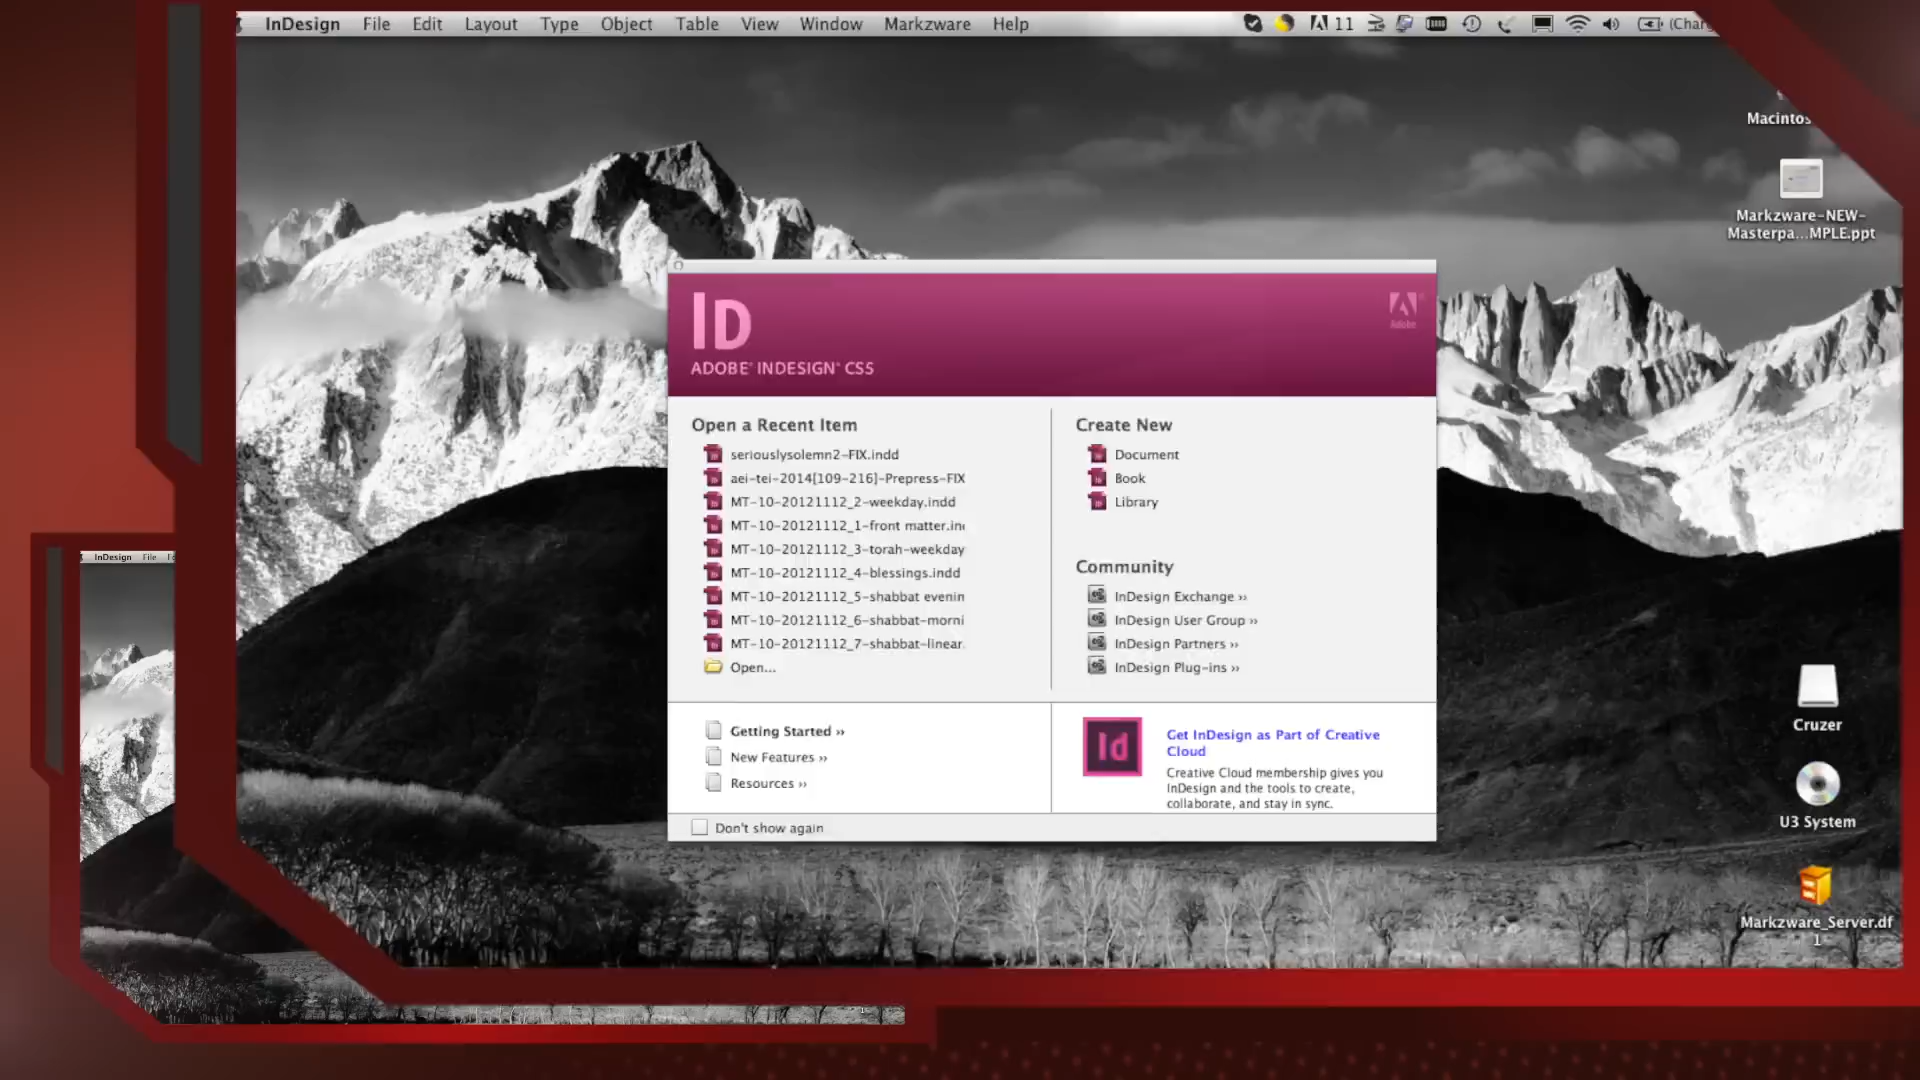 InDesign File Edit Layout Type Object Table View Window Markzware Help 11
Macintos
Markzware-NEW-
Masterpa...MPLE.ppt
ID
Adobe
ADOBE® INDESIGN® CS5
Open a Recent Item
seriouslysolemn2-FIX.indd
aei-tei-2014[109-216]-Prepress-FIX
MT-10-20121112_2-weekday.indd
MT-10-20121112_1-front matter.in
MT-10-20121112_3-torah-weekday
MT-10-20121112_4-blessings.indd
MT-10-20121112_5-shabbat evenin
MT-10-20121112_6-shabbat-morni
MT-10-20121112_7-shabbat-linear.
Open...
Create New
Document
Book
Library
Community
InDesign Exchange ››
InDesign User Group ››
InDesign Partners ››
InDesign Plug-ins ››
Getting Started ››
New Features ››
Resources ››
Id
Get InDesign as Part of Creative
Cloud
Creative Cloud membership gives you
InDesign and the tools to create,
collaborate, and stay in sync.
Don't show again
Cruzer
U3 System
Markzware_Server.df
1
InDesign File